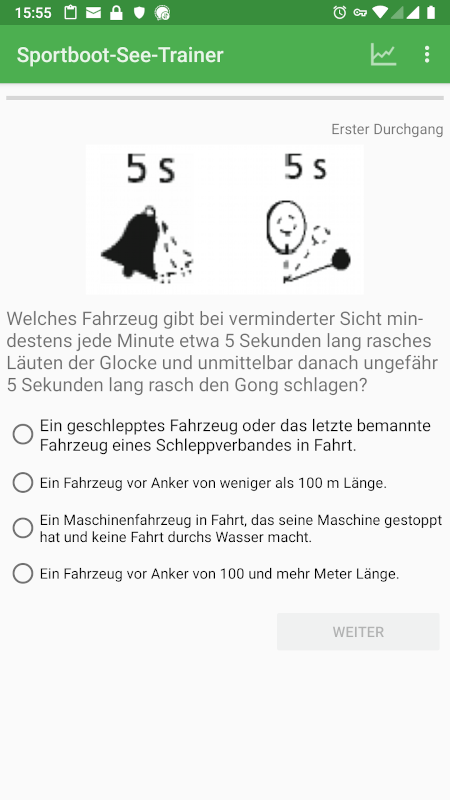 15:55
Sportboot-See-Trainer
Erster Durchgang
5 s 5 s
Welches Fahrzeug gibt bei verminderter Sicht min-
destens jede Minute etwa 5 Sekunden lang rasches
Läuten der Glocke und unmittelbar danach ungefähr
5 Sekunden lang rasch den Gong schlagen?
Ein geschlepptes Fahrzeug oder das letzte bemannte
Fahrzeug eines Schleppverbandes in Fahrt.
Ein Fahrzeug vor Anker von weniger als 100 m Länge.
Ein Maschinenfahrzeug in Fahrt, das seine Maschine gestoppt
hat und keine Fahrt durchs Wasser macht.
Ein Fahrzeug vor Anker von 100 und mehr Meter Länge.
WEITER